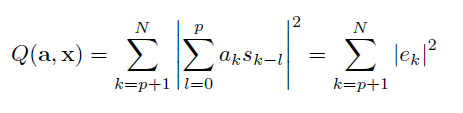 Q(a, x) = \sum_{k=p+1}^{N} \left| \sum_{l=0}^{p} a_k s_{k-l} \right|^2 = \sum_{k=p+1}^{N} |e_k|^2